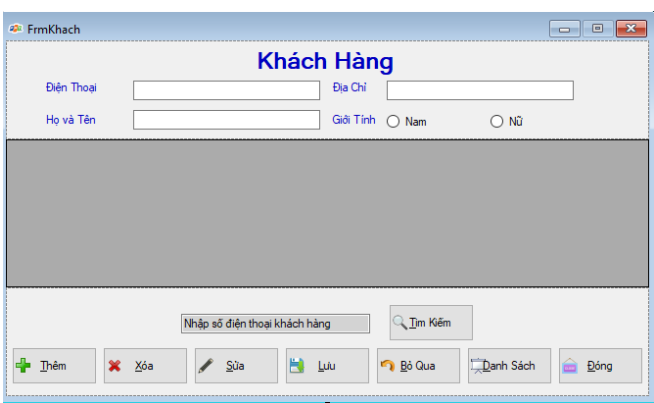 FrmKhach
Khách Hàng
Điện Thoại Địa Chỉ
Họ và Tên Giới Tính Nam Nữ
Nhập số điện thoại khách hàng Tìm Kiếm
Thêm Xóa Sửa Lưu Bỏ Qua Danh Sách Đóng